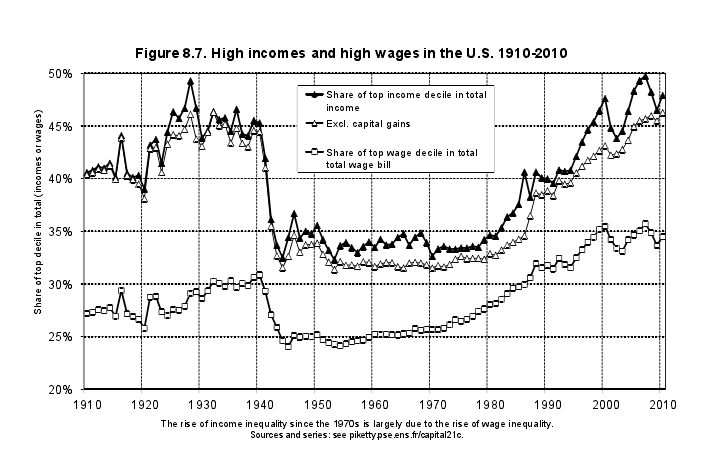 Figure 8.7. High incomes and high wages in the U.S. 1910-2010
50%
45%
40%
35%
30%
25%
20%
Share of top decile in total (incomes or wages)
Share of top income decile in total
income
Excl. capital gains
Share of top wage decile in total
total wage bill
1910 1920 1930 1940 1950 1960 1970 1980 1990 2000 2010
The rise of income inequality since the 1970s is largely due to the rise of wage inequality.
Sources and series: see piketty.pse.ens.fr/capital21c.